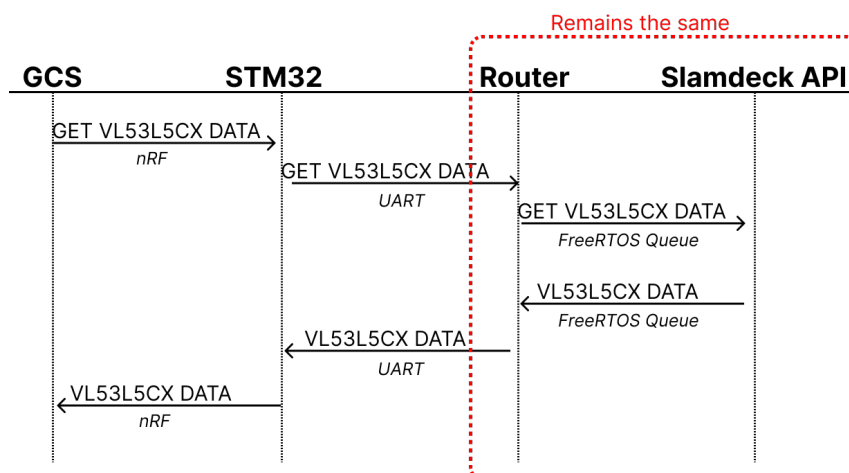 Remains the same
GCS STM32 Router Slamdeck API
GET VL53L5CX DATA
nRF
GET VL53L5CX DATA
UART
GET VL53L5CX DATA
FreeRTOS Queue
VL53L5CX DATA
FreeRTOS Queue
VL53L5CX DATA
UART
VL53L5CX DATA
nRF